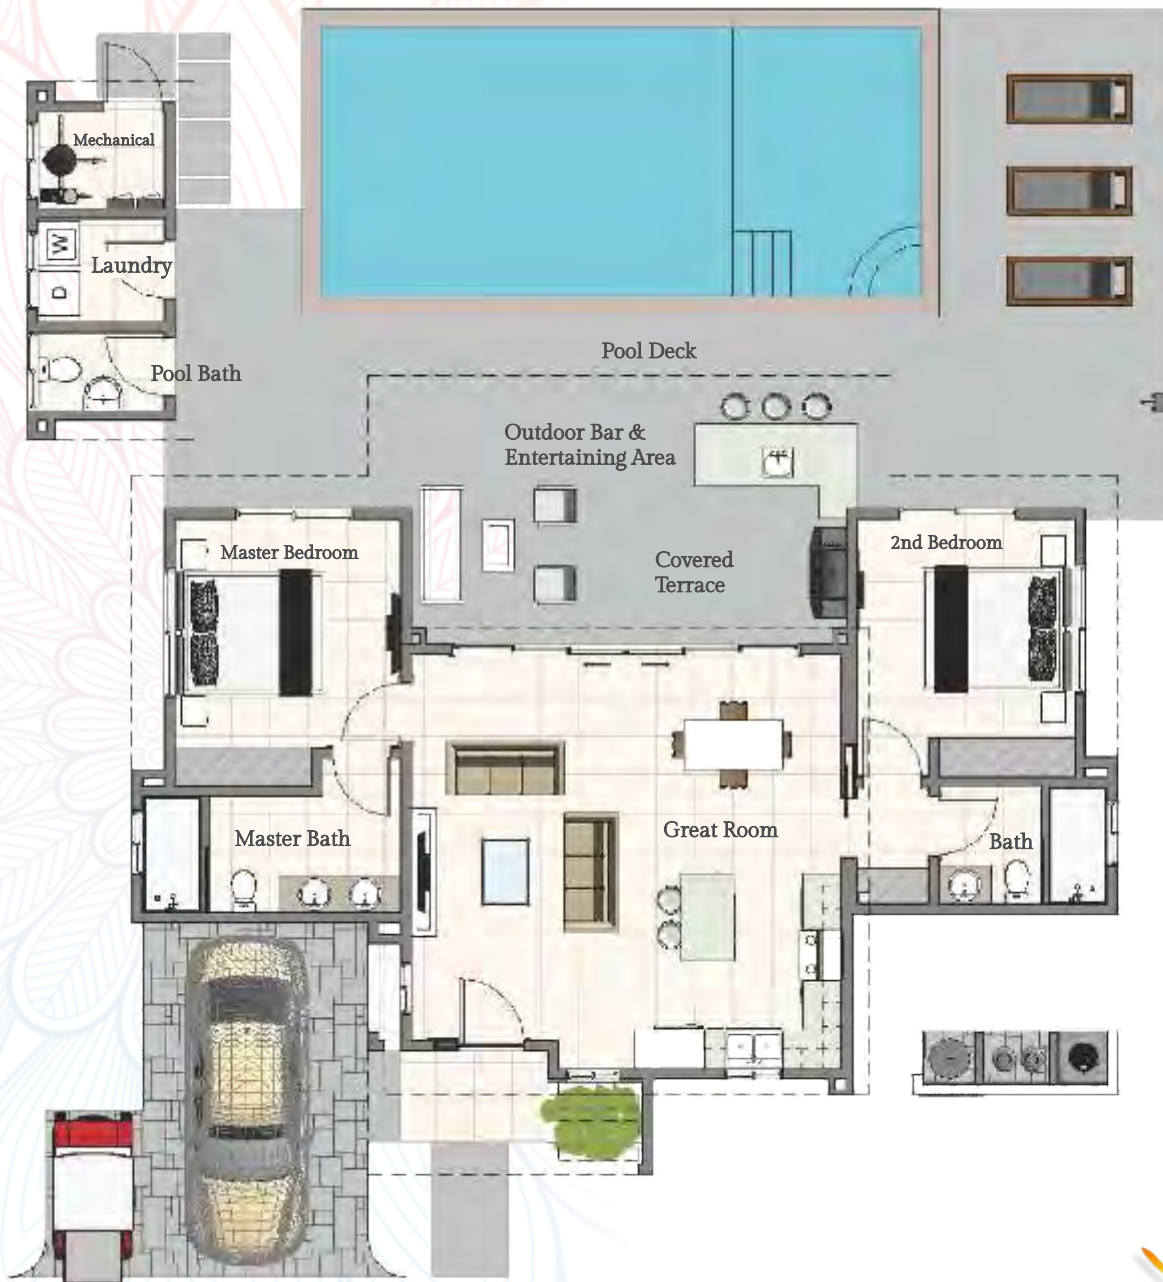 Mechanical
W
Laundry
D
Pool Deck
Pool Bath
Outdoor Bar &
Entertaining Area
Master Bedroom
Covered
Terrace
2nd Bedroom
Great Room
Master Bath
Bath